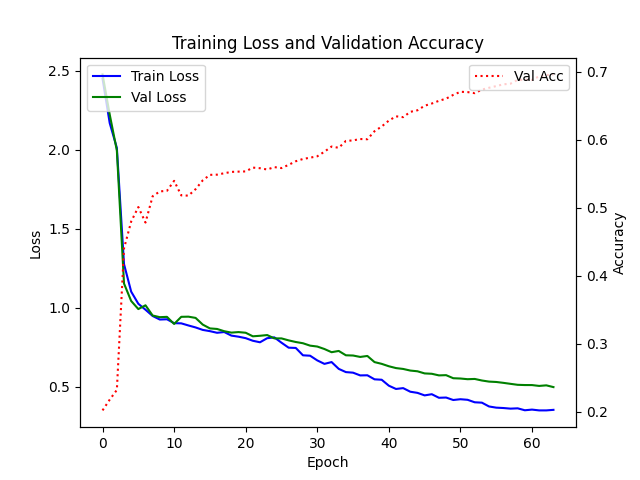 Training Loss and Validation Accuracy
Train Loss
Val Loss
Val Acc
2.5
2.0
1.5
1.0
0.5
Loss
0.7
0.6
0.5
0.4
0.3
0.2
Accuracy
0 10 20 30 40 50 60
Epoch